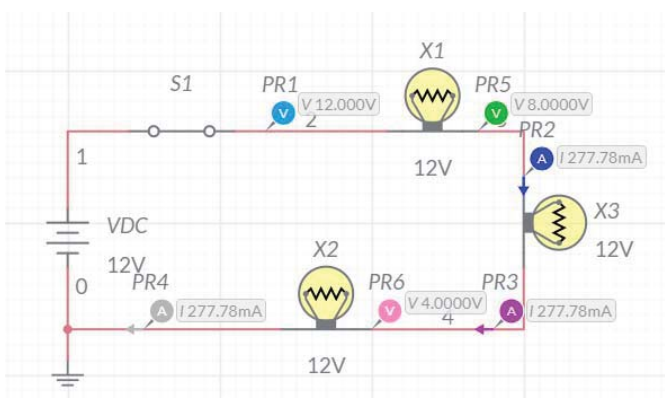 X1
S1
PR1
PR5
V 12.000V
V
V 8.0000V
V
2
PR2
1
A
I 277.78mA
12V
X3
VDC
X2
12V
12V
0
PR4
PR6
PR3
A
I 277.78mA
V 4.0000V
V
4
A
I 277.78mA
12V